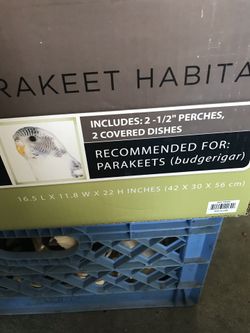 RAKEET HABITA
INCLUDES: 2 -1/2" PERCHES,
2 COVERED DISHES
RECOMMENDED FOR:
PARAKEETS (budgerigar)
16.5 L X 11.8 W X 22 H INCHES (42 X 30 X 56 cm)